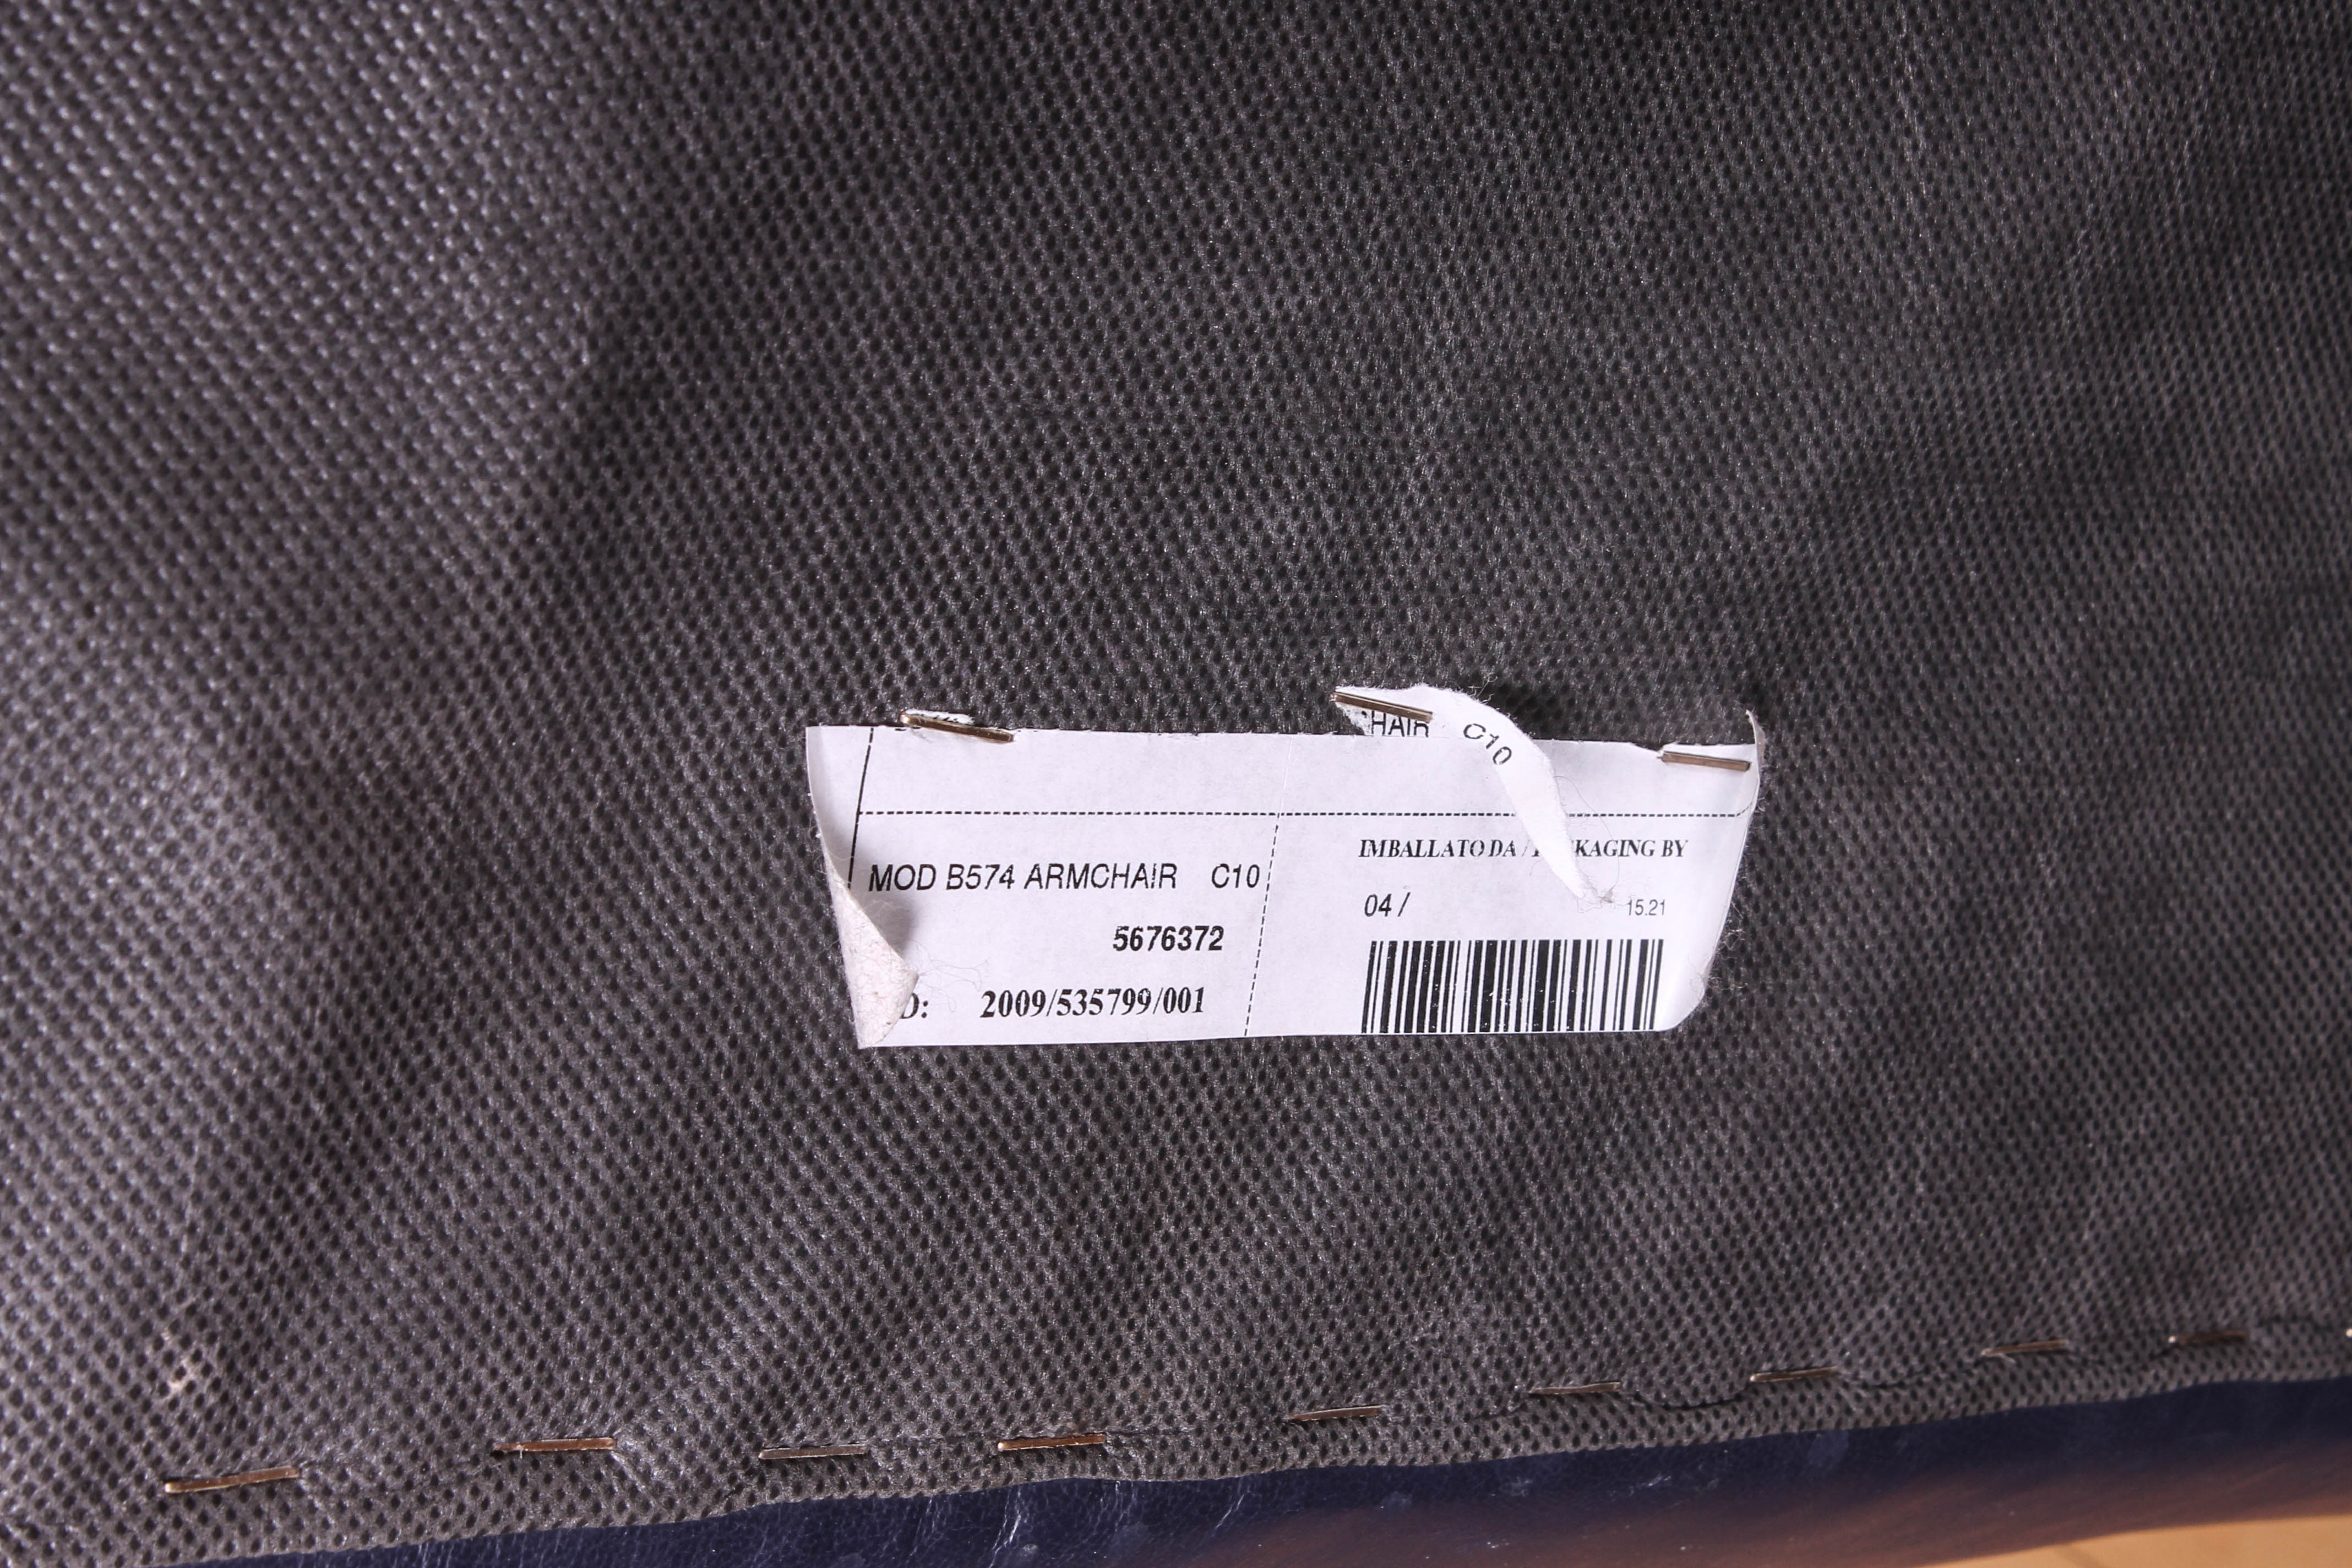 HAIR C10
MOD B574 ARMCHAIR C10
5676372
D: 2009/535799/001
IMBALLATO DA / KAGING BY
04 / 15.21